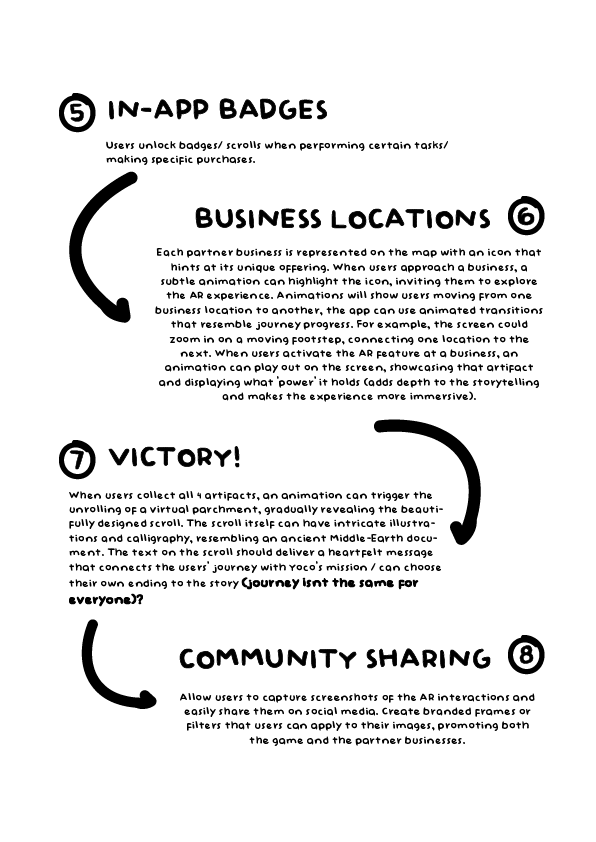 5 IN-APP BADGES
Users unlock badges/ scrolls when performing certain tasks/
making specific purchases.
BUSINESS LOCATIONS 6
Each partner business is represented on the map with an icon that
hints at its unique offering. When users approach a business, a
subtle animation can highlight the icon, inviting them to explore
the AR experience. Animations will show users moving from one
business location to another, the app can use animated transitions
that resemble journey progress. For example, the screen could
zoom in on a moving footstep, connecting one location to the
next. When users activate the AR feature at a business, an
animation can play out on the screen, showcasing that artifact
and displaying what 'power' it holds (adds depth to the storytelling
and makes the experience more immersive).
7 VICTORY!
When users collect all 4 artifacts, an animation can trigger the
unrolling of a virtual parchment, gradually revealing the beauti-
fully designed scroll. The scroll itself can have intricate illustra-
tions and calligraphy, resembling an ancient Middle-Earth docu-
ment. The text on the scroll should deliver a heartfelt message
that connects the users' journey with Yoco's mission / can choose
their own ending to the story (journey isnt the same for
everyone)?
COMMUNITY SHARING 8
Allow users to capture screenshots of the AR interactions and
easily share them on social media. Create branded frames or
filters that users can apply to their images, promoting both
the game and the partner businesses.